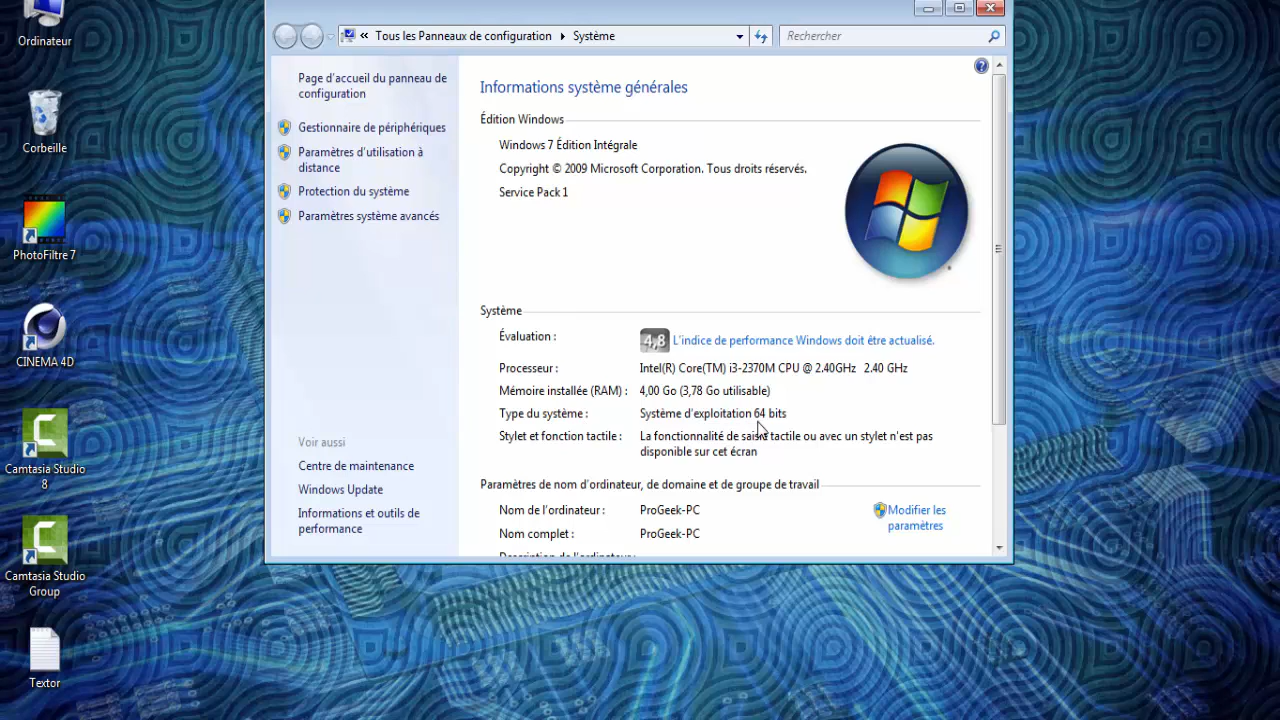 Ordinateur
Corbeille
PhotoFiltre 7
CINEMA 4D
Camtasia Studio
8
Camtasia Studio
Group
Textor
« Tous les Panneaux de configuration Système
Rechercher
Page d'accueil du panneau de
configuration
Gestionnaire de périphériques
Paramètres d'utilisation à
distance
Protection du système
Paramètres système avancés
Voir aussi
Centre de maintenance
Windows Update
Informations et outils de
performance
Informations système générales
Édition Windows
Windows 7 Édition Intégrale
Copyright © 2009 Microsoft Corporation. Tous droits réservés.
Service Pack 1
Système
Évaluation : 4,8 L'indice de performance Windows doit être actualisé.
Processeur : Intel(R) Core(TM) i3-2370M CPU @ 2.40GHz 2.40 GHz
Mémoire installée (RAM) : 4,00 Go (3,78 Go utilisable)
Type du système : Système d'exploitation 64 bits
Stylet et fonction tactile : La fonctionnalité de saisie tactile ou avec un stylet n'est pas
disponible sur cet écran
Paramètres de nom d'ordinateur, de domaine et de groupe de travail
Nom de l'ordinateur : ProGeek-PC
Modifier les
paramètres
Nom complet : ProGeek-PC
Description de l'ordinateur :